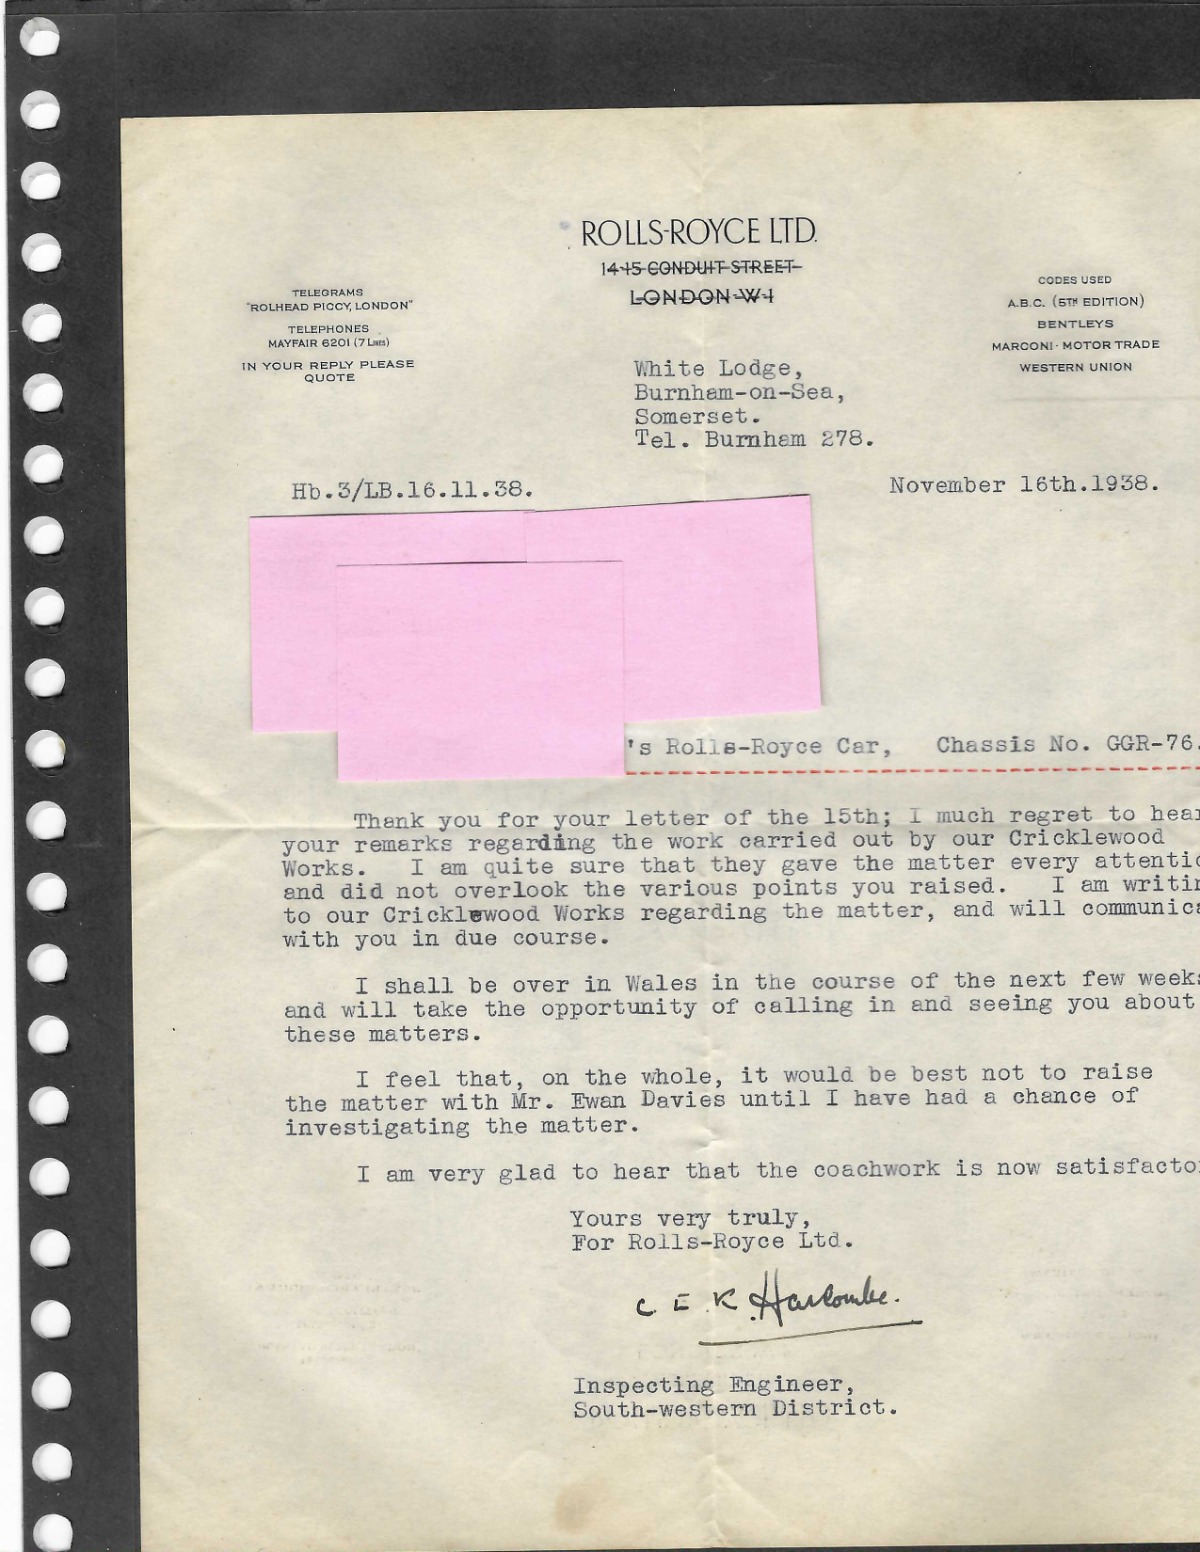 ROLLS-ROYCE LTD.
14-15 CONDUIT STREET
LONDON W·1
TELEGRAMS
"ROLHEAD PICCY, LONDON"
TELEPHONES
MAYFAIR 6201 (7 LINES)
IN YOUR REPLY PLEASE
QUOTE
CODES USED
A.B.C. (5TH EDITION)
BENTLEYS
MARCONI · MOTOR TRADE
WESTERN UNION
White Lodge,
Burnham-on-Sea,
Somerset.
Tel. Burnham 278.
Hb.3/LB.16.11.38.
November 16th.1938.
's Rolls-Royce Car, Chassis No. GGR-76.
Thank you for your letter of the 15th; I much regret to hear
your remarks regarding the work carried out by our Cricklewood
Works. I am quite sure that they gave the matter every attentio
and did not overlook the various points you raised. I am writin
to our Cricklewood Works regarding the matter, and will communica
with you in due course.
I shall be over in Wales in the course of the next few weeks
and will take the opportunity of calling in and seeing you about
these matters.
I feel that, on the whole, it would be best not to raise
the matter with Mr. Ewan Davies until I have had a chance of
investigating the matter.
I am very glad to hear that the coachwork is now satisfacto
Yours very truly,
For Rolls-Royce Ltd.
C E K Harcombe.
Inspecting Engineer,
South-western District.